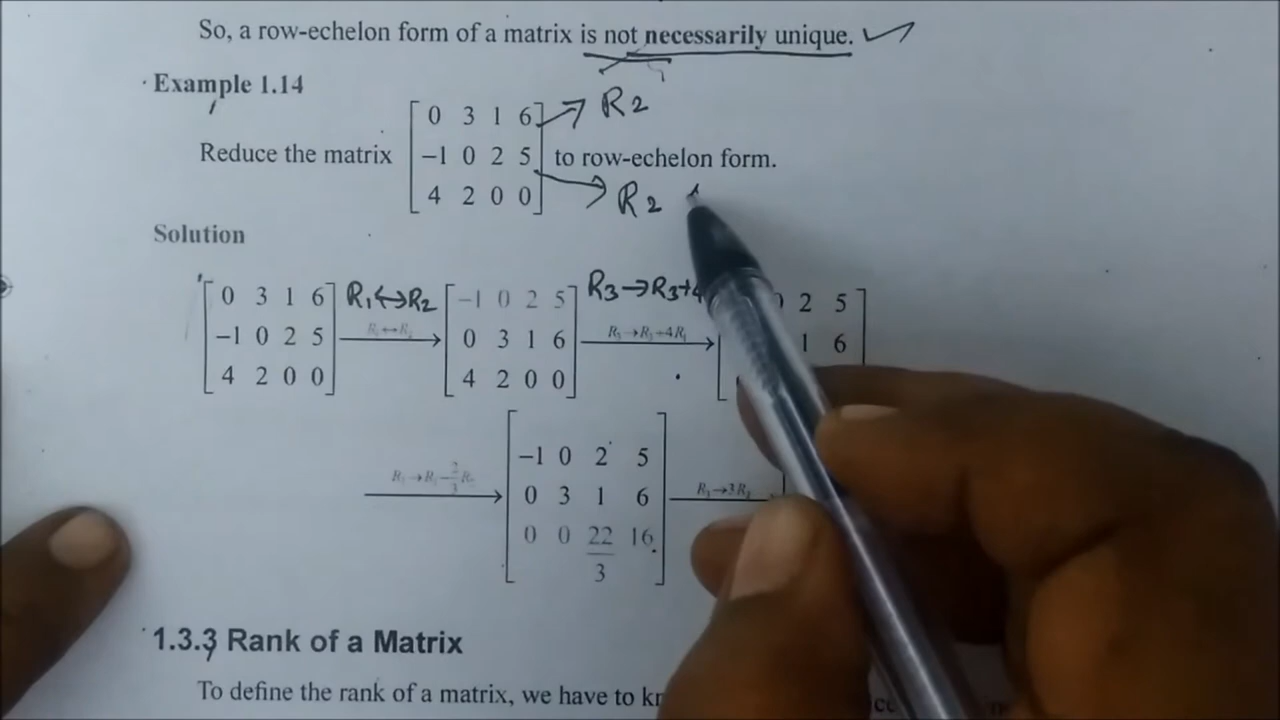 So, a row-echelon form of a matrix is not necessarily unique.
Example 1.14
R2
0 3 1 6
Reduce the matrix −1 0 2 5 to row-echelon form.
4 2 0 0
R2
Solution
0 3 1 6 R1↔R2 −1 0 2 5 R3→R3+4 2 5
−1 0 2 5 0 3 1 6 R3→R3+4R1 1 6
4 2 0 0 4 2 0 0
−1 0 2 5
0 3 1 6
0 0 22/3 16
1.3.3 Rank of a Matrix
To define the rank of a matrix, we have to